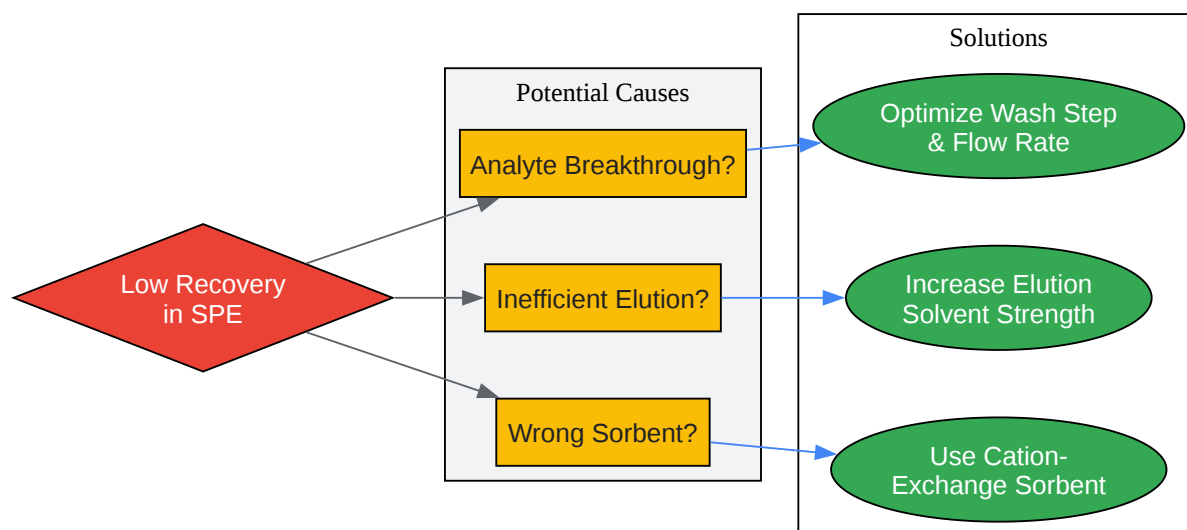 Solutions
Potential Causes
Optimize Wash Step
& Flow Rate
Analyte Breakthrough?
Low Recovery
in SPE
Inefficient Elution?
Increase Elution
Solvent Strength
Wrong Sorbent?
Use Cation-
Exchange Sorbent